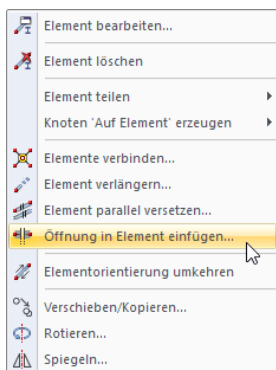 Element bearbeiten...
Element löschen
Element teilen
Knoten 'Auf Element' erzeugen
Elemente verbinden...
Element verlängern...
Element parallel versetzen...
Öffnung in Element einfügen...
Elementorientierung umkehren
Verschieben/Kopieren...
Rotieren...
Spiegeln...